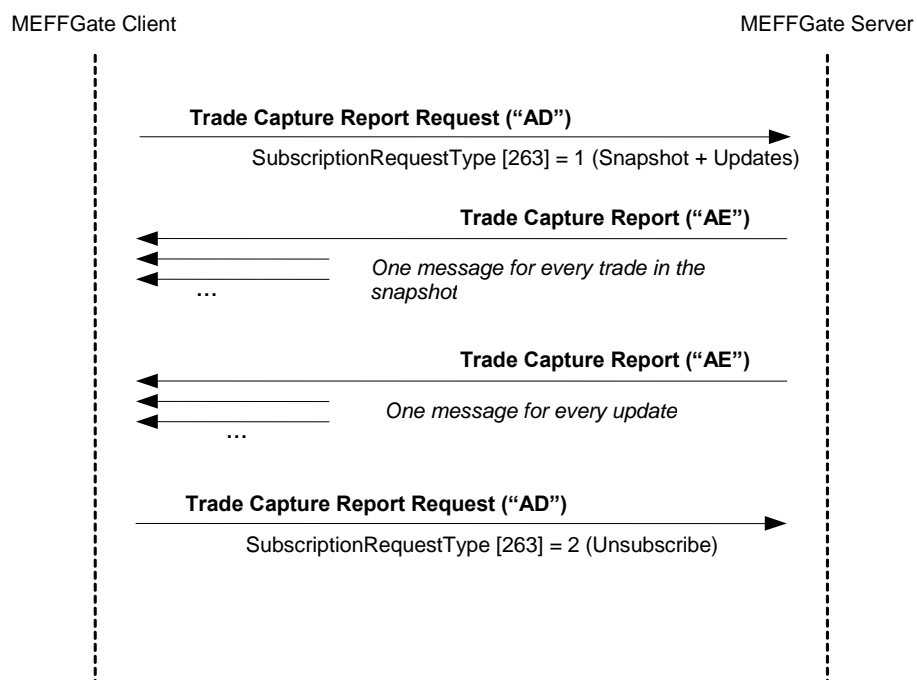 MEFFGate Client
MEFFGate Server
Trade Capture Report Request (“AD”)
SubscriptionRequestType [263] = 1 (Snapshot + Updates)
Trade Capture Report (“AE”)
One message for every trade in the
snapshot
...
Trade Capture Report (“AE”)
One message for every update
...
Trade Capture Report Request (“AD”)
SubscriptionRequestType [263] = 2 (Unsubscribe)